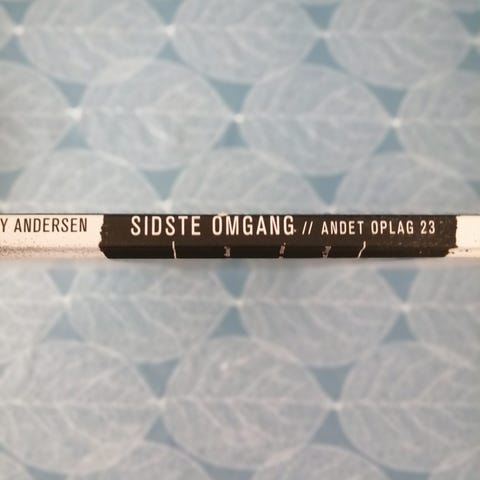 Y ANDERSEN SIDSTE OMGANG // ANDET OPLAG 23